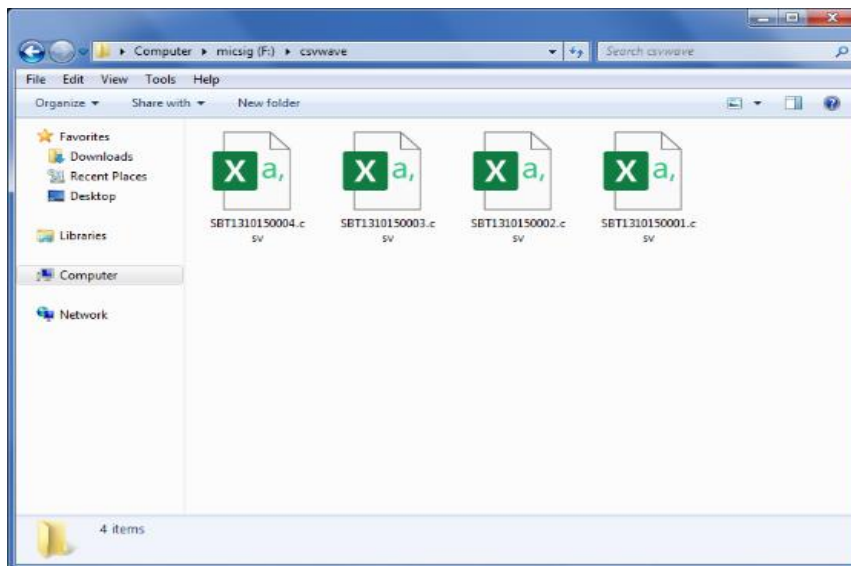 Computer ▸ micsig (F:) ▸ csvwave
Search csvwave
File Edit View Tools Help
Organize Share with New folder
Favorites
Downloads
Recent Places
Desktop
Libraries
Computer
Network
X a,
X a,
X a,
X a,
SBT1310150004.c
sv
SBT1310150003.c
sv
SBT1310150002.c
sv
SBT1310150001.c
sv
4 items